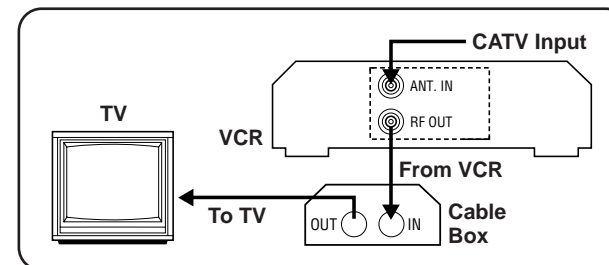 CATV Input
ANT. IN
TV
RF OUT
VCR
From VCR
To TV
OUT
IN
Cable
Box